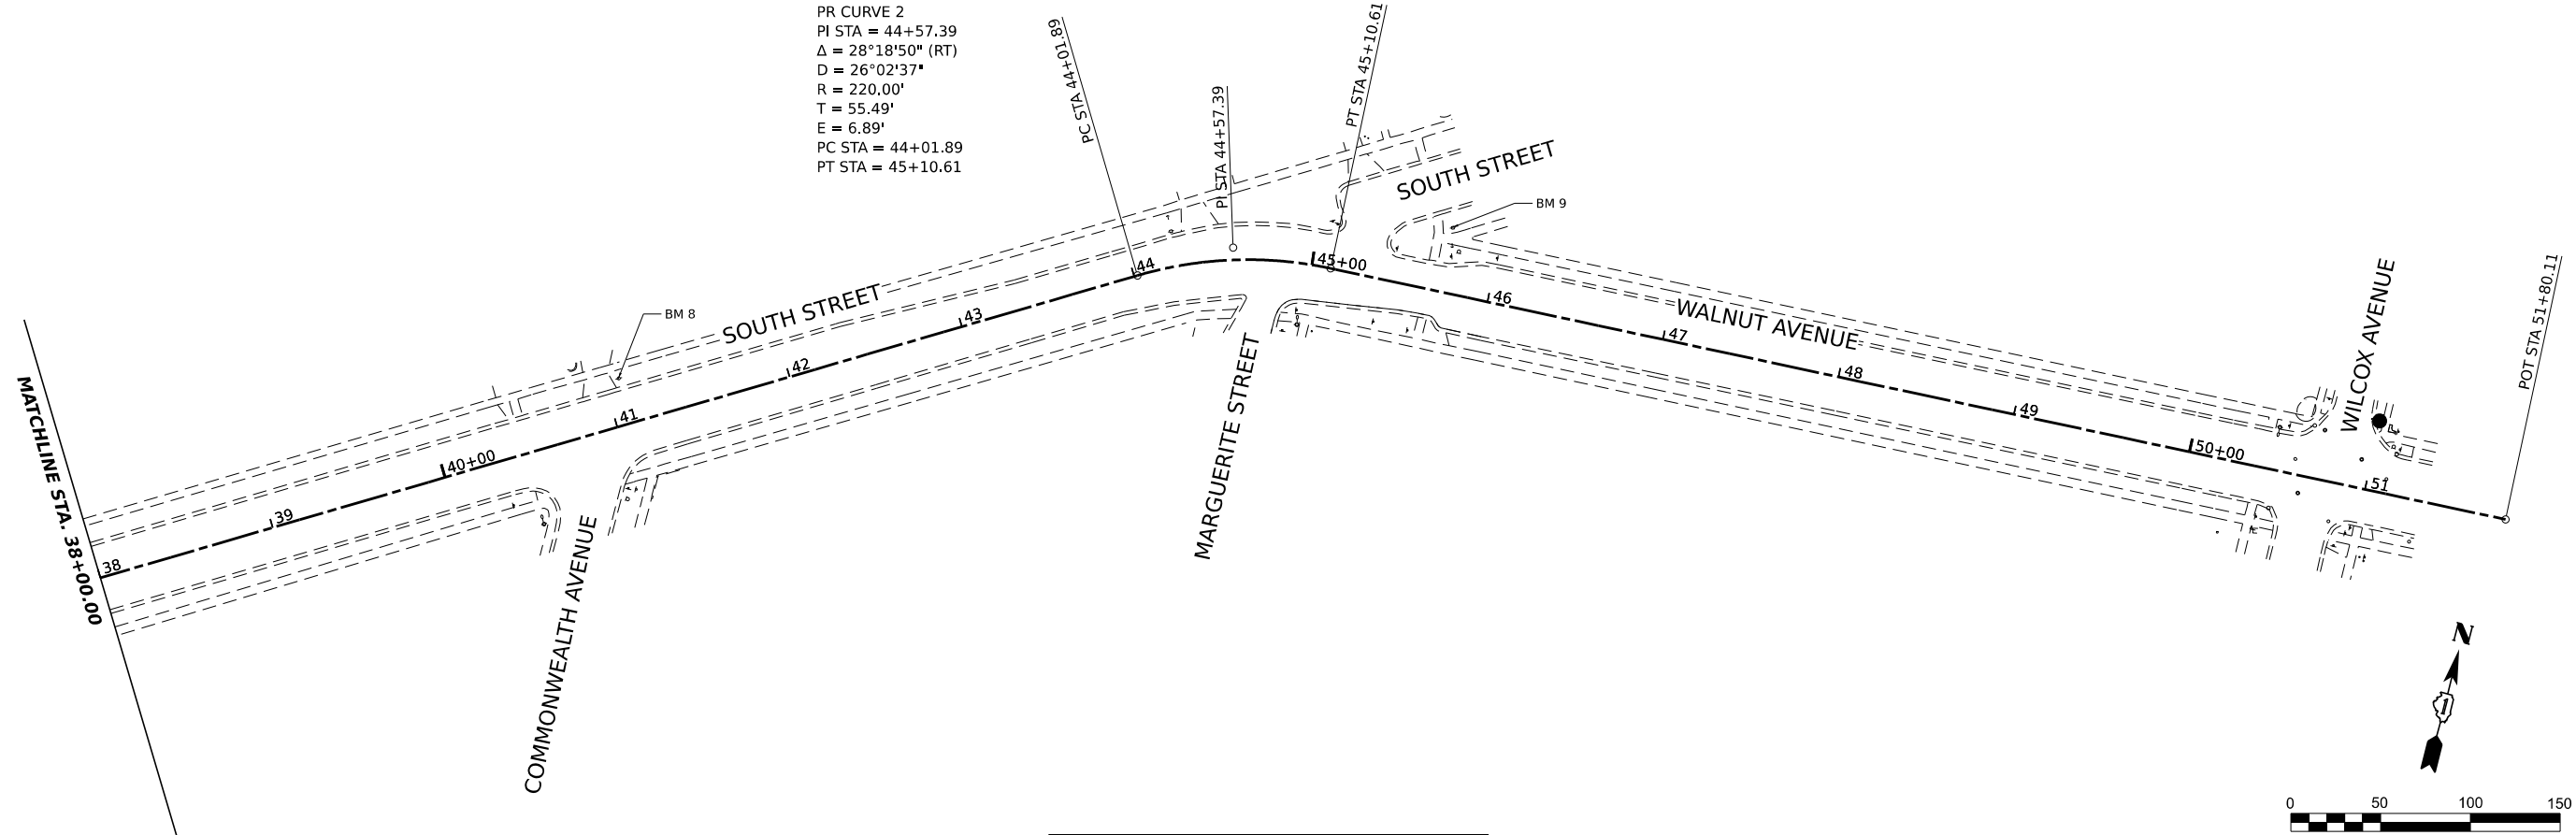 PR CURVE 2
PI STA = 44+57.39
Δ = 28°18'50" (RT)
D = 26°02'37"
R = 220.00'
T = 55.49'
E = 6.89'
PC STA = 44+01.89
PT STA = 45+10.61
PC STA 44+01.89
PI STA 44+57.39
PT STA 45+10.61
SOUTH STREET
BM 9
BM 8
SOUTH STREET
WALNUT AVENUE
WILCOX AVENUE
POT STA 51+80.11
MATCHLINE STA. 38+00.00
38
39
40+00
41
42
43
44
45+00
46
47
48
49
50+00
51
COMMONWEALTH AVENUE
MARGUERITE STREET
N
1
0 50 100 150